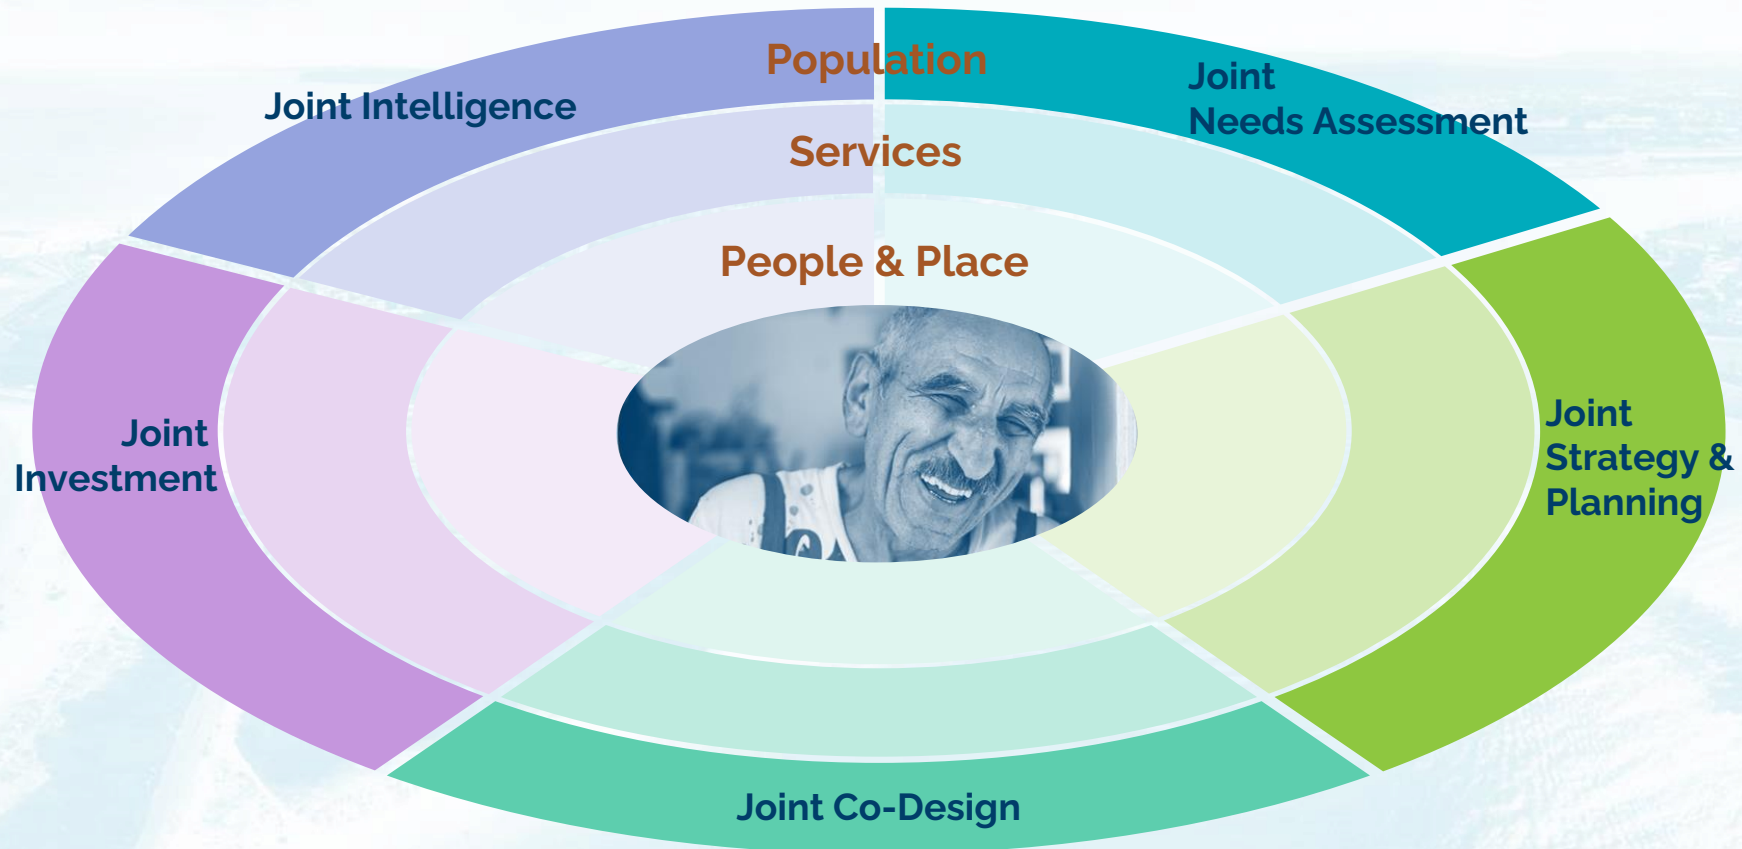 Population
Joint Intelligence
Joint
Needs Assessment
Services
People & Place
Joint
Investment
Joint
Strategy &
Planning
Joint Co-Design